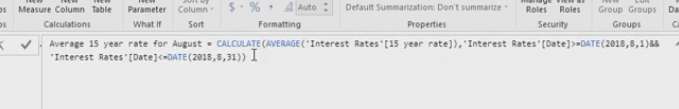 New Measure
New Column
New Table
New Parameter
Sort by Column
$ % , Auto
Default Summarization: Don't summarize
Manage Roles
View as Roles
New Groups
Edit Groups
Calculations
What If
Sort
Formatting
Properties
Security
Groups
Average 15 year rate for August = CALCULATE(AVERAGE('Interest Rates'[15 year rate]),'Interest Rates'[Date]>=DATE(2018,8,1)&&
'Interest Rates'[Date]<=DATE(2018,8,31))